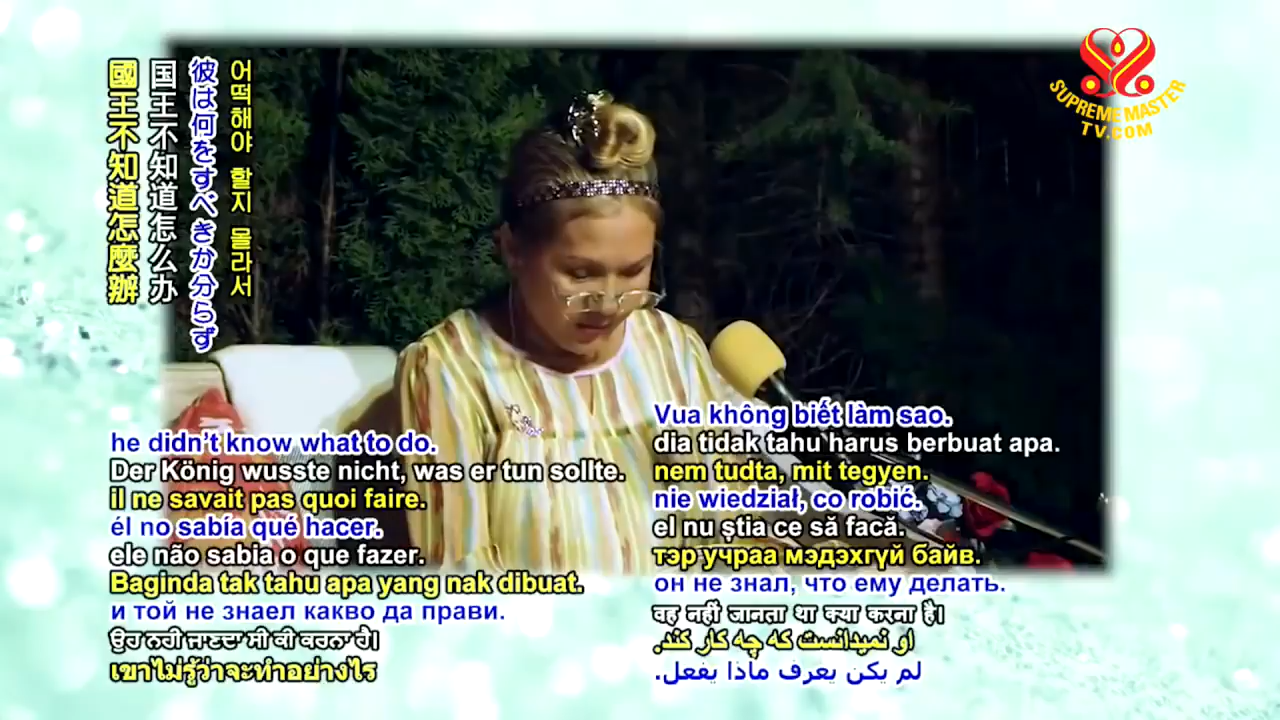 國王不知道怎麼辦
国王不知道怎么办
彼は何をすべきか分らず
어떡해야 할지 몰라서
SUPREME MASTER
TV.COM
he didn't know what to do.
Der König wusste nicht, was er tun sollte.
il ne savait pas quoi faire.
él no sabía qué hacer.
ele não sabia o que fazer.
Baginda tak tahu apa yang nak dibuat.
и той не знаел какво да прави.
ਉਹ ਨਹੀ ਜਾਣਦਾ ਸੀ ਕੀ ਕਰਨਾ ਹੈ।
เขาไม่รู้ว่าจะทำอย่างไร
Vua không biết làm sao.
dia tidak tahu harus berbuat apa.
nem tudta, mit tegyen.
nie wiedział, co robić.
el nu știa ce să facă.
тэр учраа мэдэхгүй байв.
он не знал, что ему делать.
वह नहीं जानता था क्या करना है।
او نمیدانست که چه کار کند.
لم يكن يعرف ماذا يفعل.